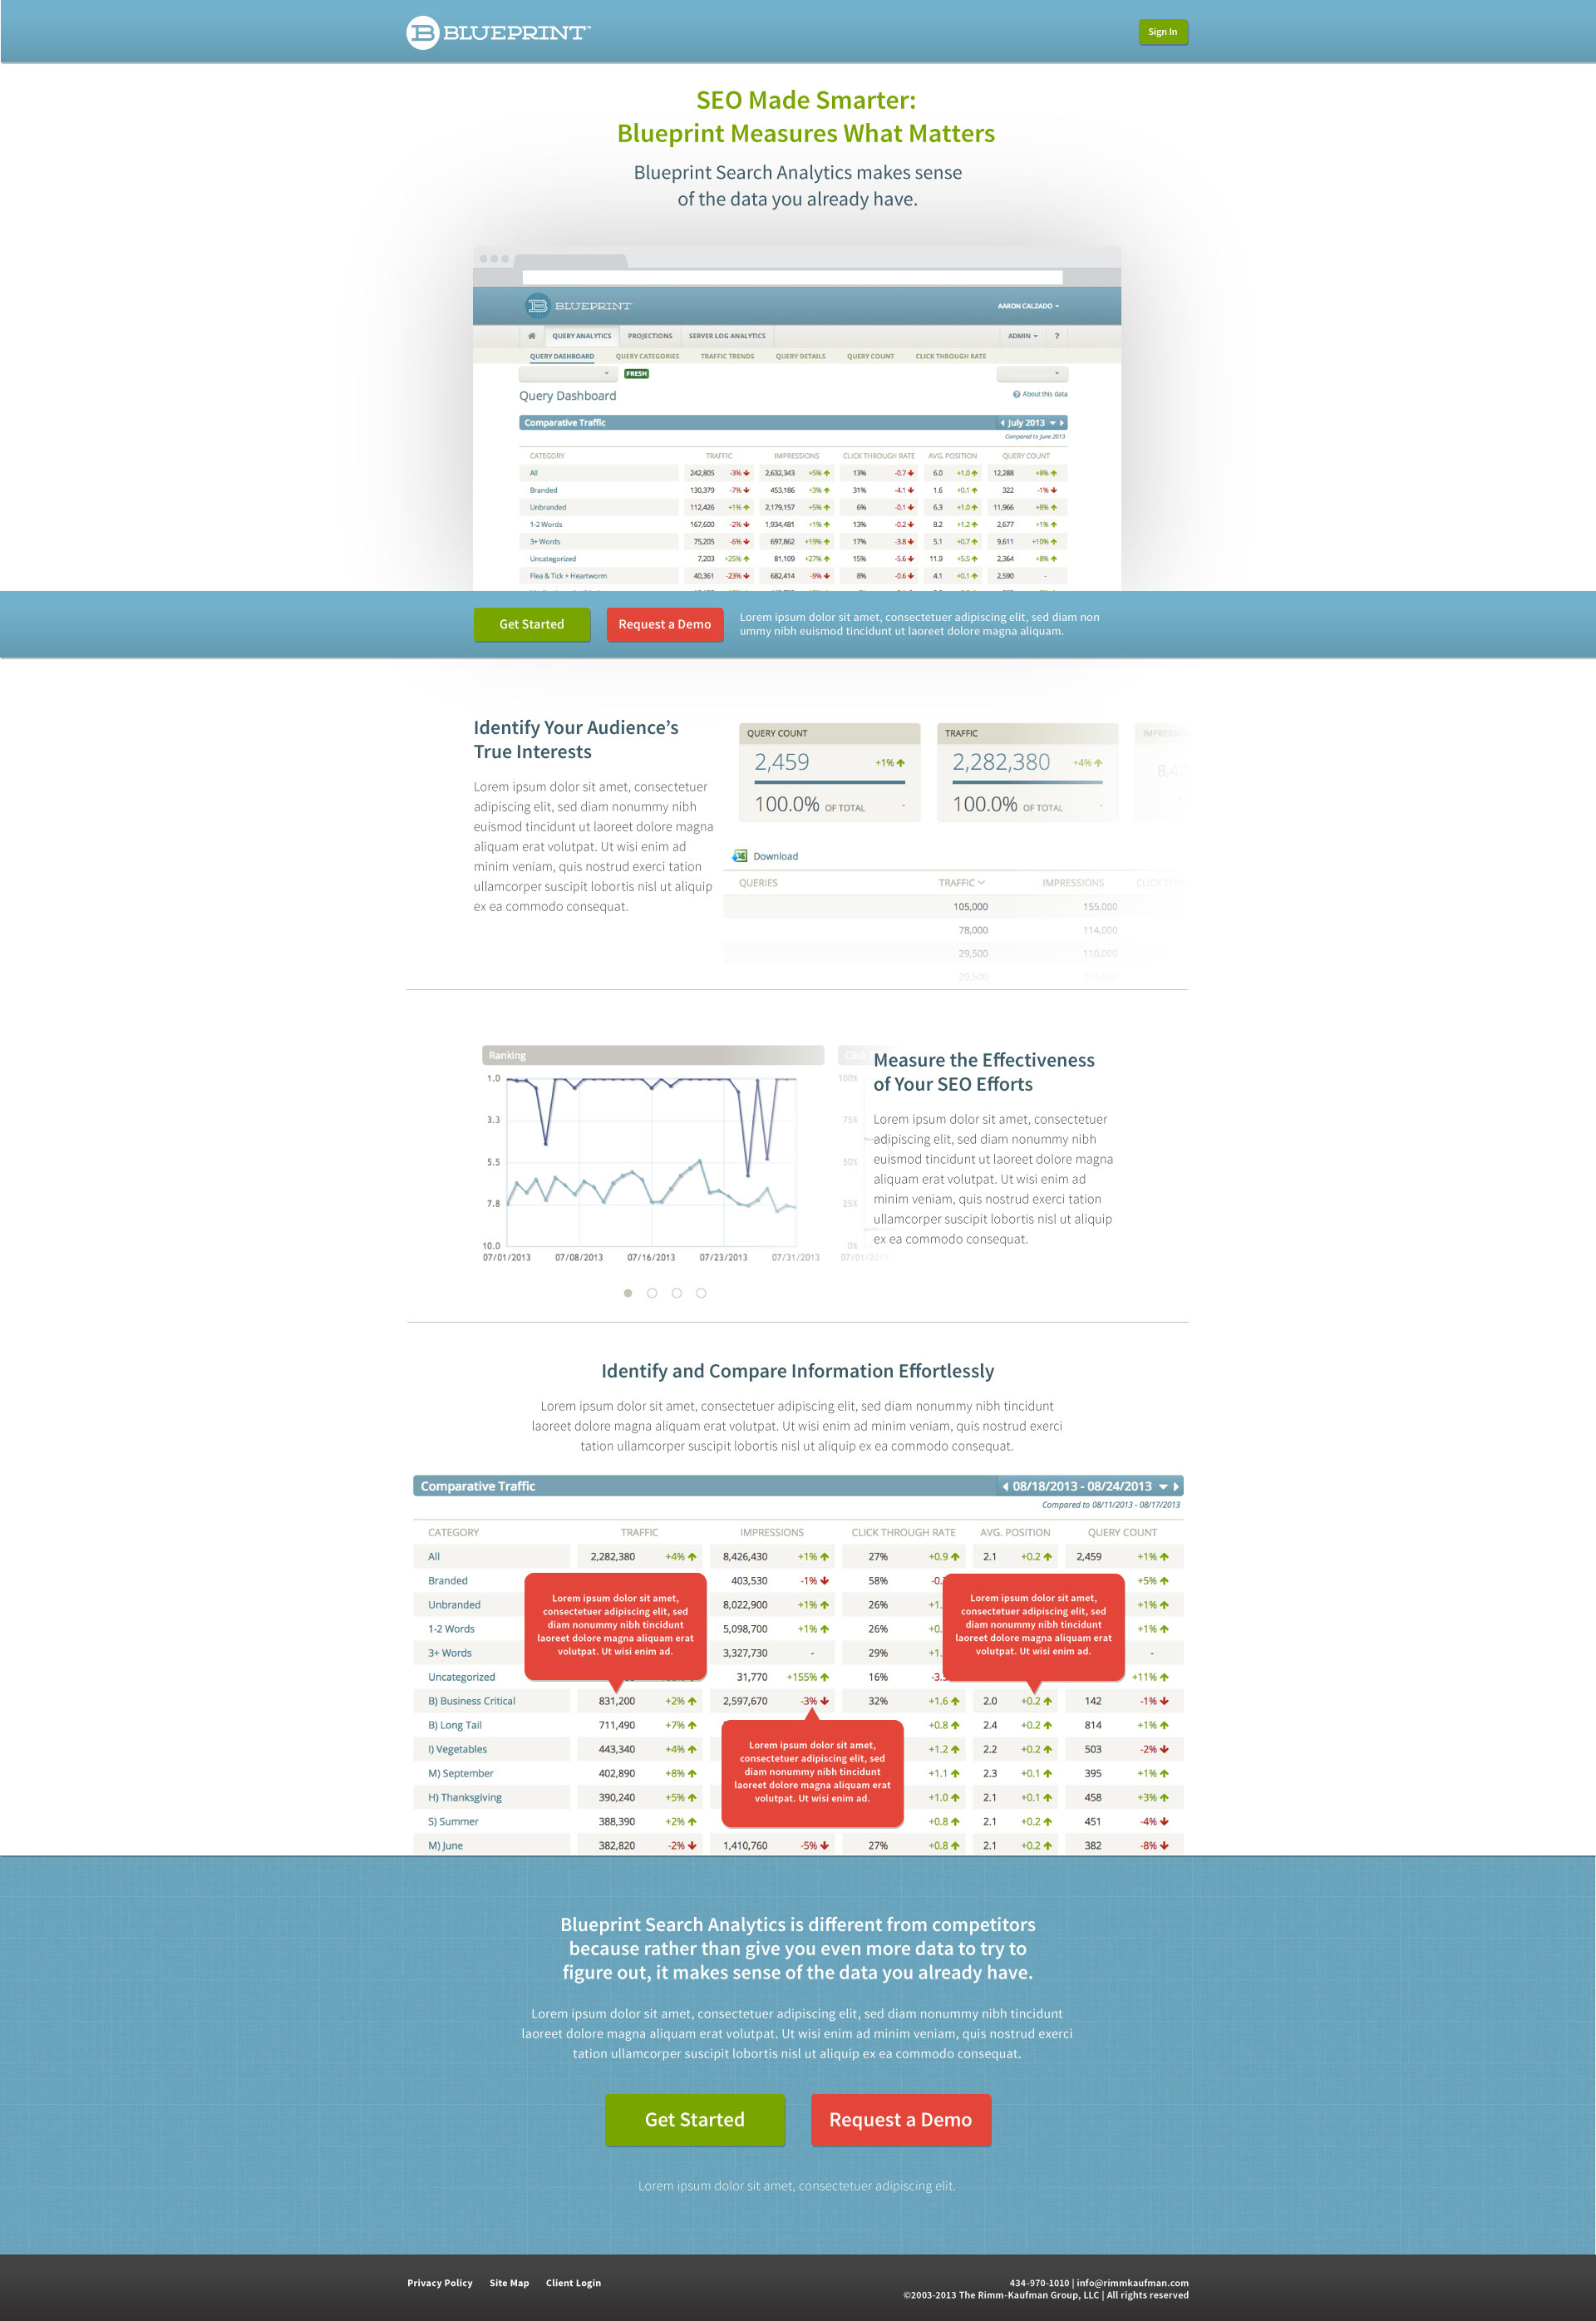 BLUEPRINT™
Sign In
SEO Made Smarter:
Blueprint Measures What Matters
Blueprint Search Analytics makes sense
of the data you already have.
BLUEPRINT
AARON CALZADO
QUERY ANALYTICS PROJECTIONS SERVER LOG ANALYTICS ADMIN ?
QUERY DASHBOARD QUERY CATEGORIES TRAFFIC TRENDS QUERY DETAILS QUERY COUNT CLICK THROUGH RATE
FRESH
Query Dashboard About this data
Comparative Traffic July 2013
Compared to June 2013
CATEGORY TRAFFIC IMPRESSIONS CLICK THROUGH RATE AVG. POSITION QUERY COUNT
All 242,805 -3% 2,632,343 +5% 13% -0.7 6.0 +1.0 12,288 +8%
Branded 130,379 -7% 453,186 +3% 31% -4.1 1.6 +0.1 322 -1%
Unbranded 112,426 +1% 2,179,157 +5% 6% -0.1 6.3 +1.0 11,966 +8%
1-2 Words 167,600 -2% 1,934,481 +1% 13% -0.2 8.2 +1.2 2,677 +1%
3+ Words 75,205 -6% 697,862 +19% 17% -3.8 5.1 +0.7 9,611 +10%
Uncategorized 7,203 +25% 81,109 +27% 15% -5.6 11.9 +5.5 2,364 +8%
Flea & Tick + Heartworm 40,361 -23% 682,414 -9% 8% -0.6 4.1 +0.1 2,590 -
Get Started
Request a Demo
Lorem ipsum dolor sit amet, consectetuer adipiscing elit, sed diam non
ummy nibh euismod tincidunt ut laoreet dolore magna aliquam.
Identify Your Audience's
True Interests
Lorem ipsum dolor sit amet, consectetuer
adipiscing elit, sed diam nonummy nibh
euismod tincidunt ut laoreet dolore magna
aliquam erat volutpat. Ut wisi enim ad
minim veniam, quis nostrud exerci tation
ullamcorper suscipit lobortis nisl ut aliquip
ex ea commodo consequat.
QUERY COUNT TRAFFIC
2,459 +1% 2,282,380 +4%
100.0% OF TOTAL - 100.0% OF TOTAL -
Download
QUERIES TRAFFIC IMPRESSIONS
105,000 155,000
78,000 114,000
29,500 110,000
29,500
Ranking
1.0
3.3
5.5
7.8
10.0
07/01/2013 07/08/2013 07/16/2013 07/23/2013 07/31/2013
Click
100%
75%
50%
25%
0%
07/01/2013
Measure the Effectiveness
of Your SEO Efforts
Lorem ipsum dolor sit amet, consectetuer
adipiscing elit, sed diam nonummy nibh
euismod tincidunt ut laoreet dolore magna
aliquam erat volutpat. Ut wisi enim ad
minim veniam, quis nostrud exerci tation
ullamcorper suscipit lobortis nisl ut aliquip
ex ea commodo consequat.
Identify and Compare Information Effortlessly
Lorem ipsum dolor sit amet, consectetuer adipiscing elit, sed diam nonummy nibh tincidunt
laoreet dolore magna aliquam erat volutpat. Ut wisi enim ad minim veniam, quis nostrud exerci
tation ullamcorper suscipit lobortis nisl ut aliquip ex ea commodo consequat.
Comparative Traffic 08/18/2013 - 08/24/2013
Compared to 08/11/2013 - 08/17/2013
CATEGORY TRAFFIC IMPRESSIONS CLICK THROUGH RATE AVG. POSITION QUERY COUNT
All 2,282,380 +4% 8,426,430 +1% 27% +0.9 2.1 +0.2 2,459 +1%
Branded 403,530 -1% 58% +5%
Unbranded 8,022,900 +1% 26% +1%
1-2 Words 5,098,700 +1% 26% +1%
3+ Words 3,327,730 - 29% -
Uncategorized 31,770 +155% 16% +11%
Lorem ipsum dolor sit amet,
consectetuer adipiscing elit, sed
diam nonummy nibh tincidunt
laoreet dolore magna aliquam erat
volutpat. Ut wisi enim ad.
Lorem ipsum dolor sit amet,
consectetuer adipiscing elit, sed
diam nonummy nibh tincidunt
laoreet dolore magna aliquam erat
volutpat. Ut wisi enim ad.
B) Business Critical 831,200 +2% 2,597,670 -3% 32% +1.6 2.0 +0.2 142 -1%
B) Long Tail 711,490 +7% +0.8 2.4 +0.2 814 +1%
I) Vegetables 443,340 +4% +1.2 2.2 +0.2 503 -2%
M) September 402,890 +8% +1.1 2.3 +0.1 395 +1%
H) Thanksgiving 390,240 +5% +1.0 2.1 +0.1 458 +3%
S) Summer 388,390 +2% +0.8 2.1 +0.2 451 -4%
Lorem ipsum dolor sit amet,
consectetuer adipiscing elit, sed
diam nonummy nibh tincidunt
laoreet dolore magna aliquam erat
volutpat. Ut wisi enim ad.
M) June 382,820 -2% 1,410,760 -5% 27% +0.8 2.1 +0.2 382 -8%
Blueprint Search Analytics is different from competitors
because rather than give you even more data to try to
figure out, it makes sense of the data you already have.
Lorem ipsum dolor sit amet, consectetuer adipiscing elit, sed diam nonummy nibh tincidunt
laoreet dolore magna aliquam erat volutpat. Ut wisi enim ad minim veniam, quis nostrud exerci
tation ullamcorper suscipit lobortis nisl ut aliquip ex ea commodo consequat.
Get Started
Request a Demo
Lorem ipsum dolor sit amet, consectetuer adipiscing elit.
Privacy Policy Site Map Client Login
434-970-1010 | info@rimmkaufman.com
©2003-2013 The Rimm-Kaufman Group, LLC | All rights reserved